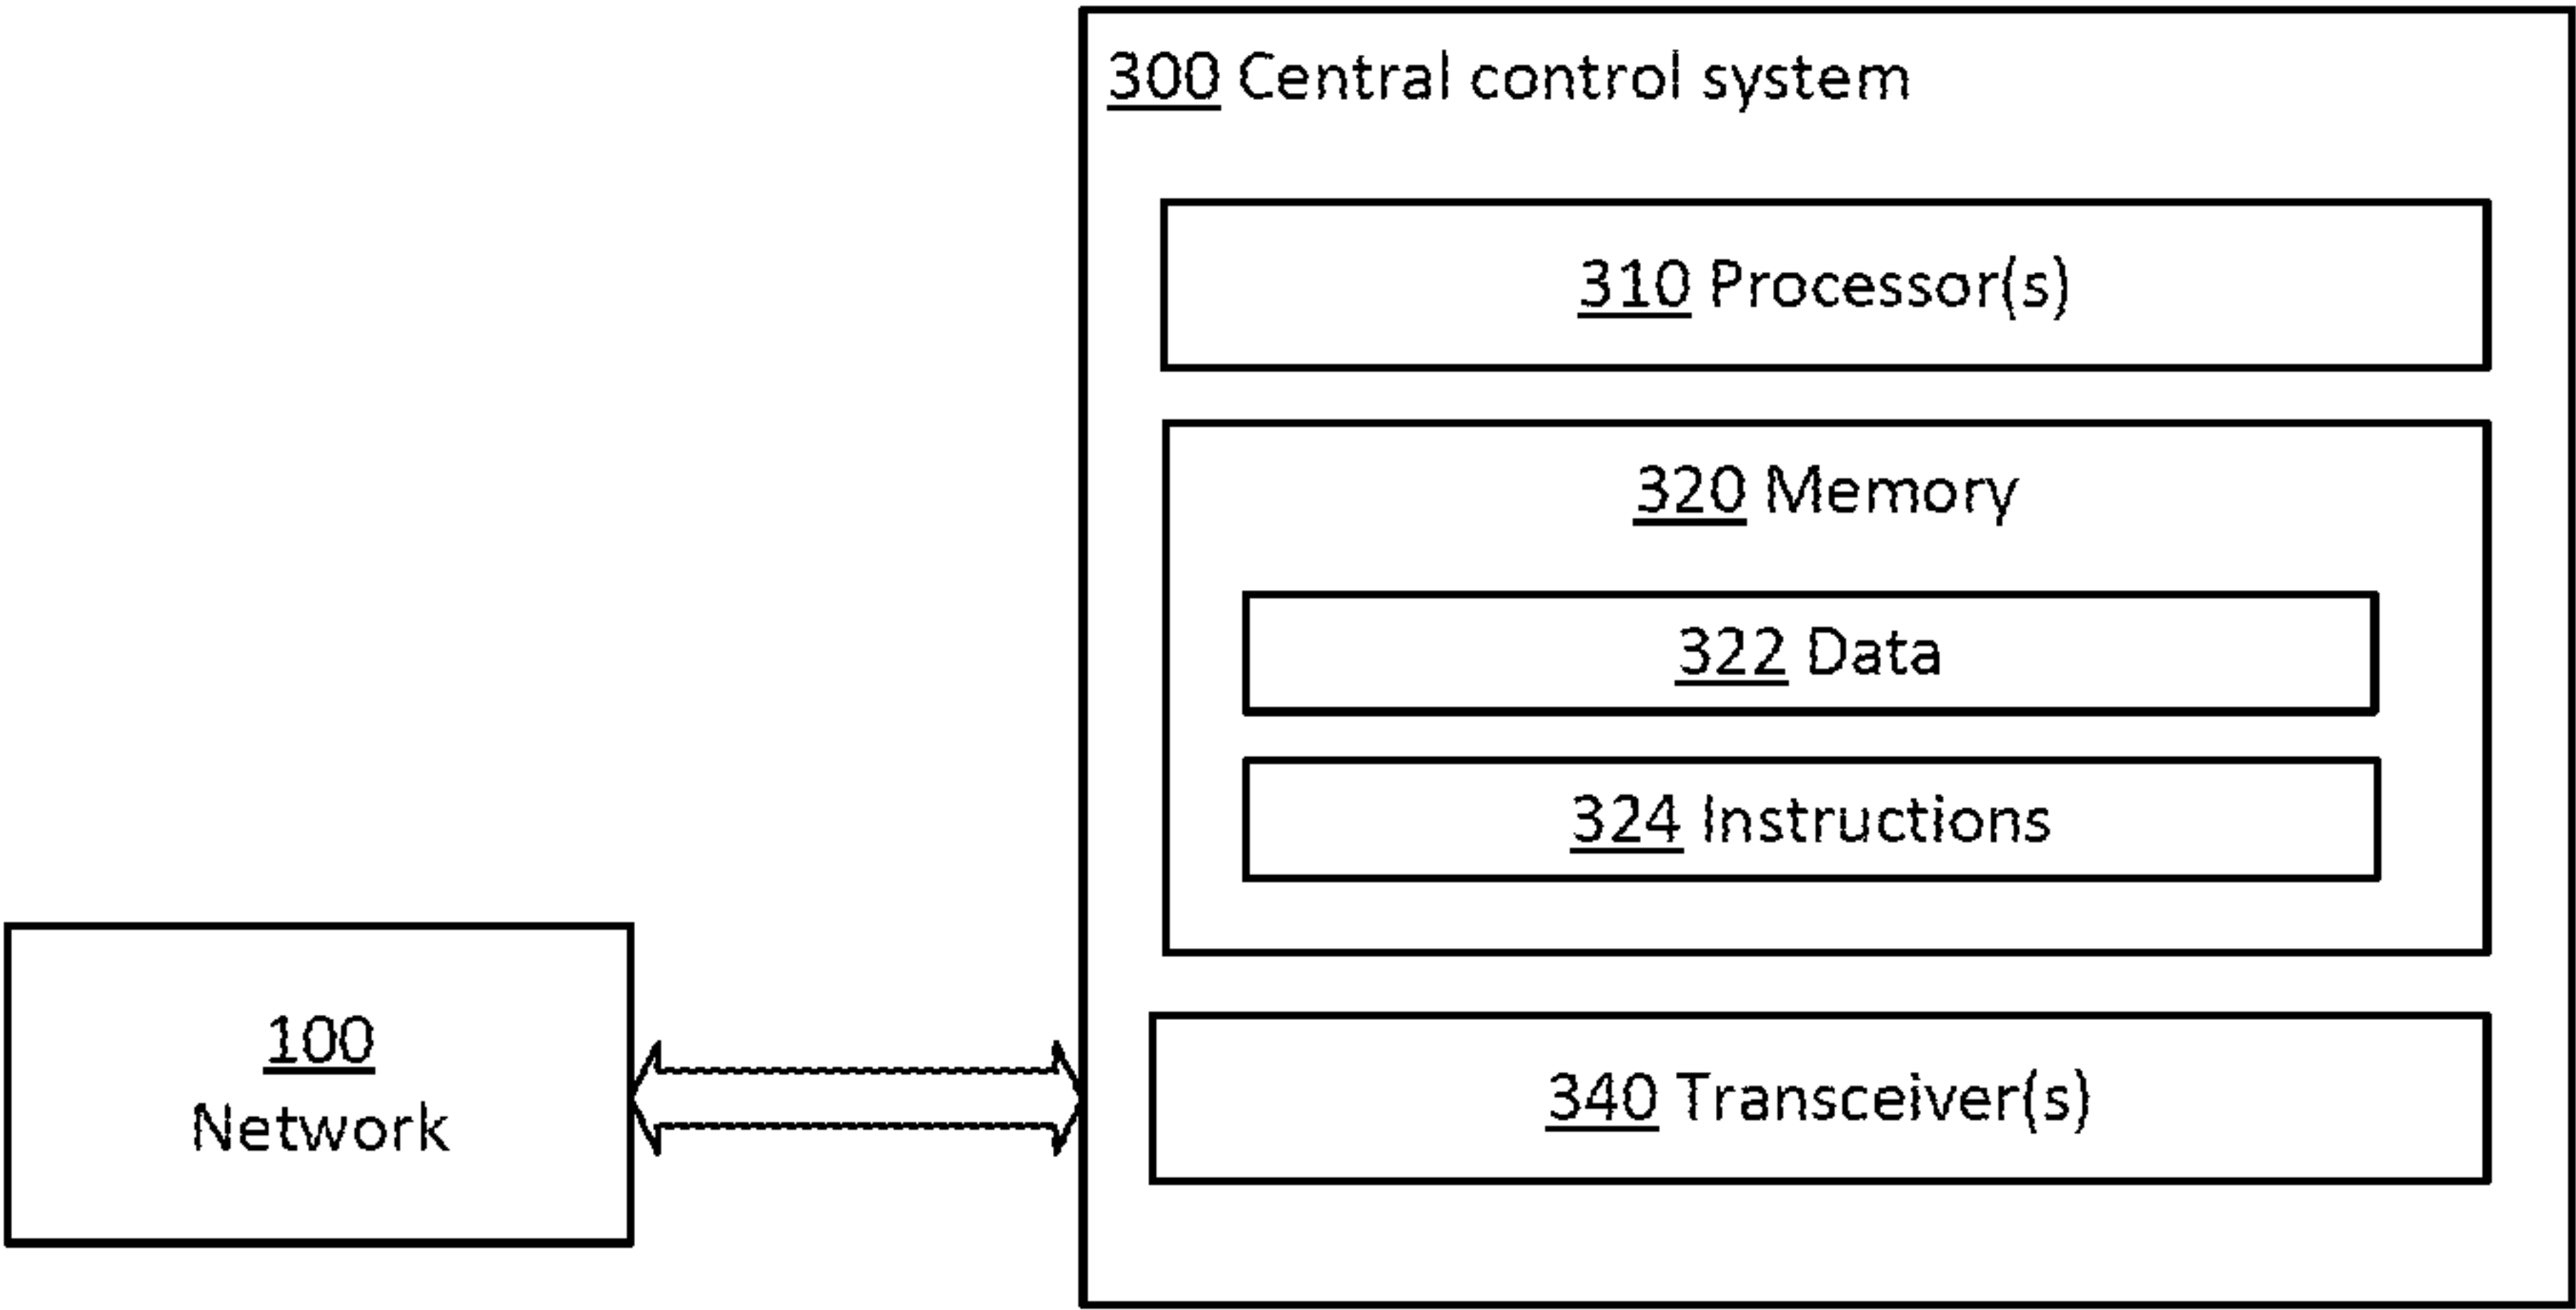 300 Central control system
310 Processor(s)
320 Memory
322 Data
324 Instructions
100
Network
340 Transceiver(s)